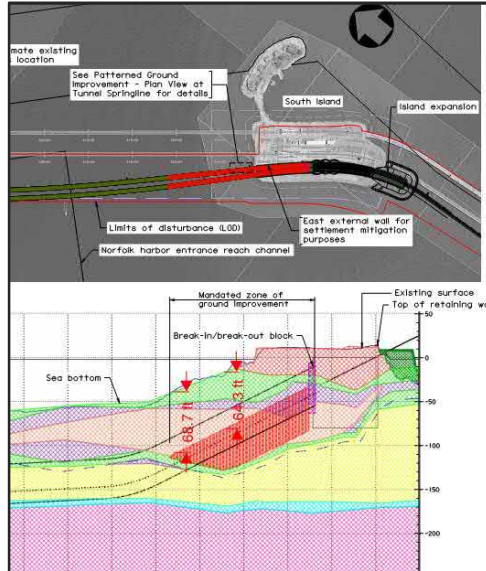 mate existing
location
See Patterned Ground
Improvement - Plan View at
Tunnel Springline for details
South Island
Island expansion
Limits of disturbance (LOD)
East external wall for
settlement mitigation
purposes
Norfolk harbor entrance reach channel
Mandated zone of
ground improvement
Existing surface
Top of retaining wa
Break-in/break-out block
Sea bottom
68.7 ft
64.3 ft
50
0
-50
-100
-150
-200